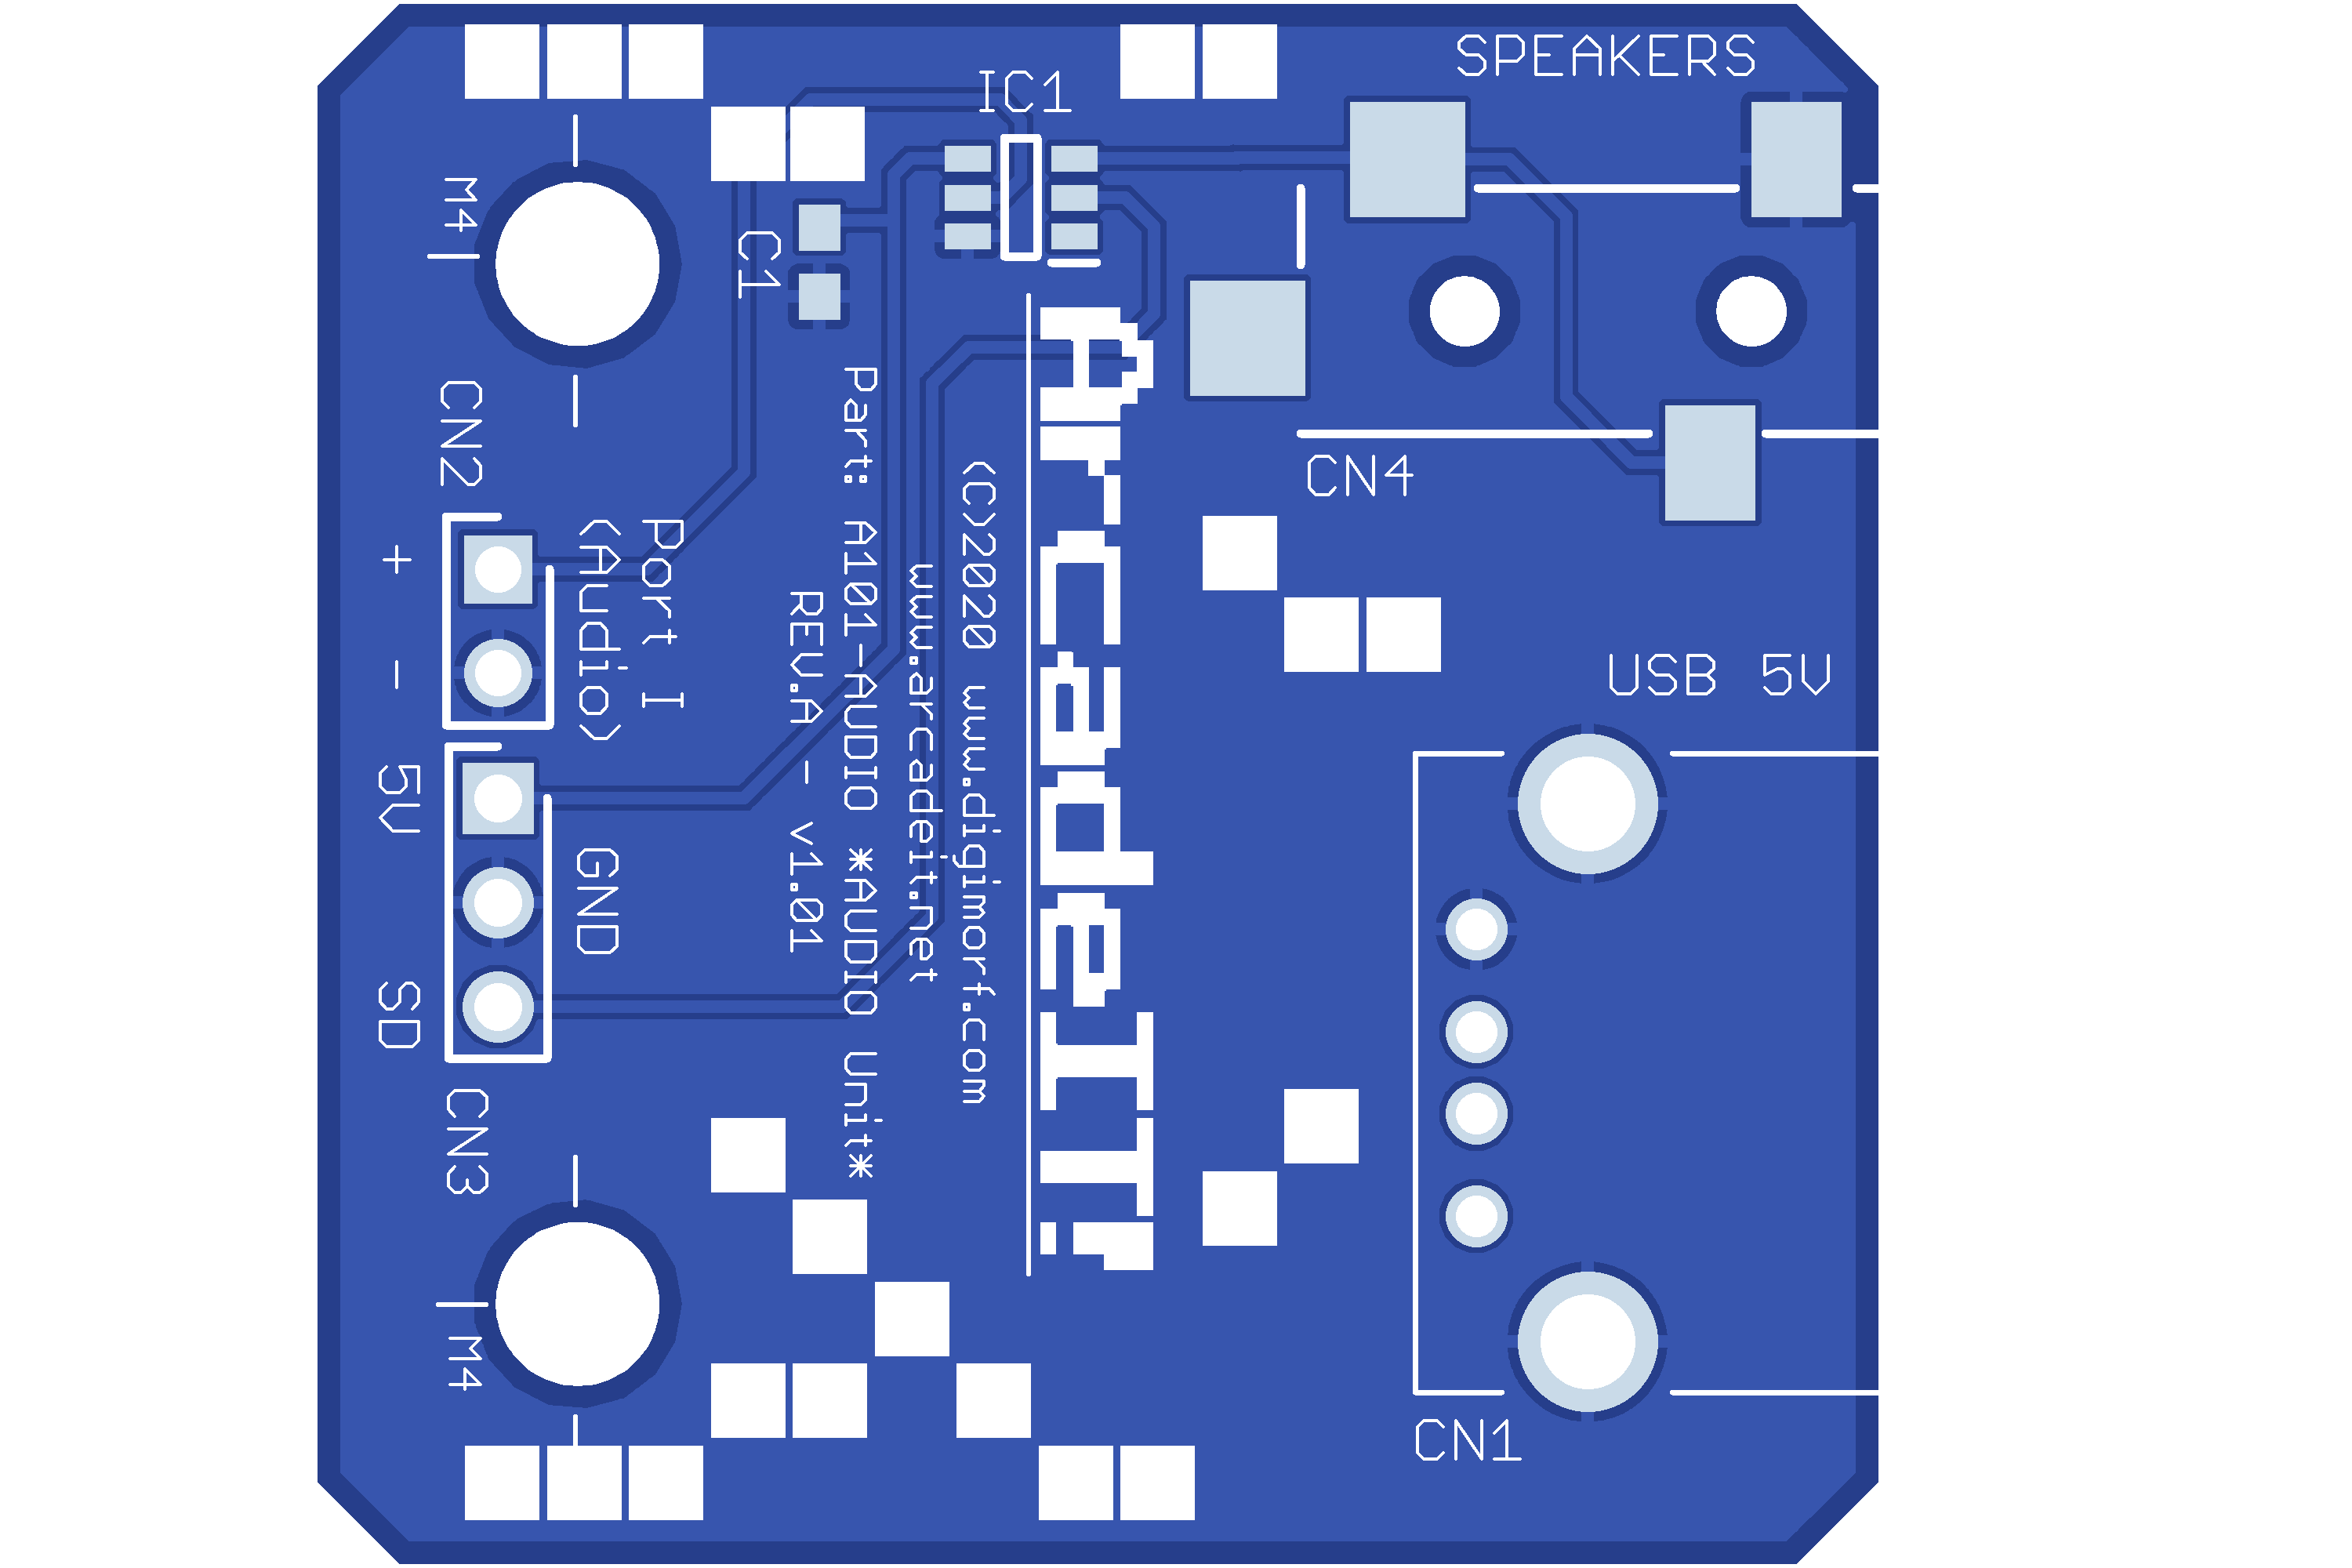 SPEAKERS
IC1
M4
C1
CN4
CN2
+
-
Port I
(Audio)
USB 5V
5V
GND
SD
CN3
M4
CN1
ArcadeIT!
(C)2020 www.digimorf.com
www.arcadeit.net
Part: A101-AUDIO *AUDIO Unit*
REV.A - v1.01